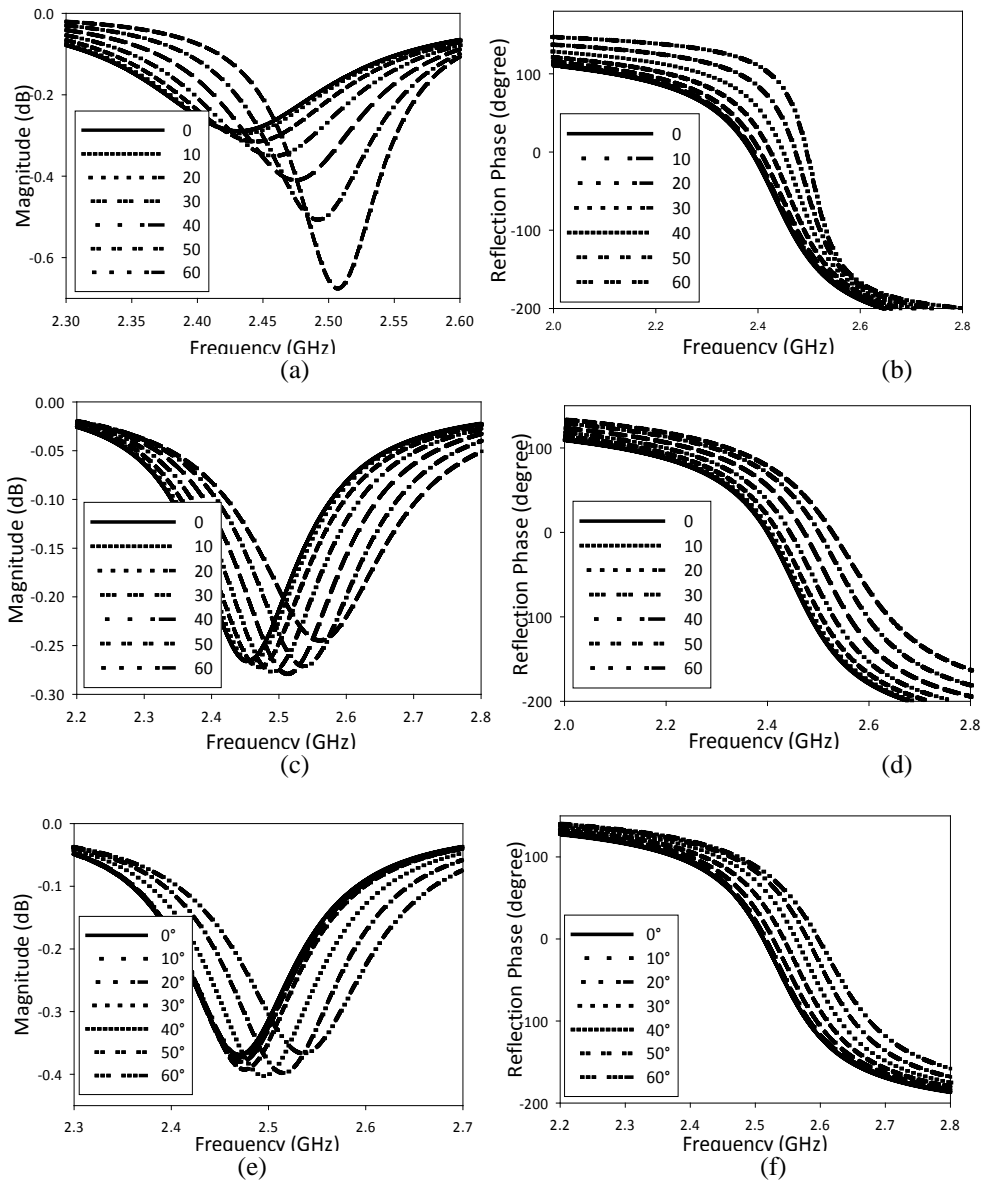 0.0
0.2
-0.4
-0.6
Magnitude (dB)
0
10
20
30
40
50
60
2.30 2.35 2.40 2.45 2.50 2.55 2.60
Frequency (GHz)
(a)
100
0
-100
-200
Reflection Phase (degree)
0
10
20
30
40
50
60
2.0 2.2 2.4 2.6 2.8
Frequency (GHz)
(b)
0.00
-0.05
-0.10
-0.15
-0.20
-0.25
-0.30
Magnitude (dB)
0
10
20
30
40
50
60
2.2 2.3 2.4 2.5 2.6 2.7 2.8
Frequency (GHz)
(c)
100
0
-100
-200
Reflection Phase (degree)
0
10
20
30
40
50
60
2.0 2.2 2.4 2.6 2.8
Frequency (GHz)
(d)
0.0
-0.1
-0.2
-0.3
-0.4
Magnitude (dB)
0°
10°
20°
30°
40°
50°
60°
2.3 2.4 2.5 2.6 2.7
Frequency (GHz)
(e)
100
0
-100
-200
Reflection Phase (degree)
0°
10°
20°
30°
40°
50°
60°
2.2 2.3 2.4 2.5 2.6 2.7 2.8
Frequency (GHz)
(f)